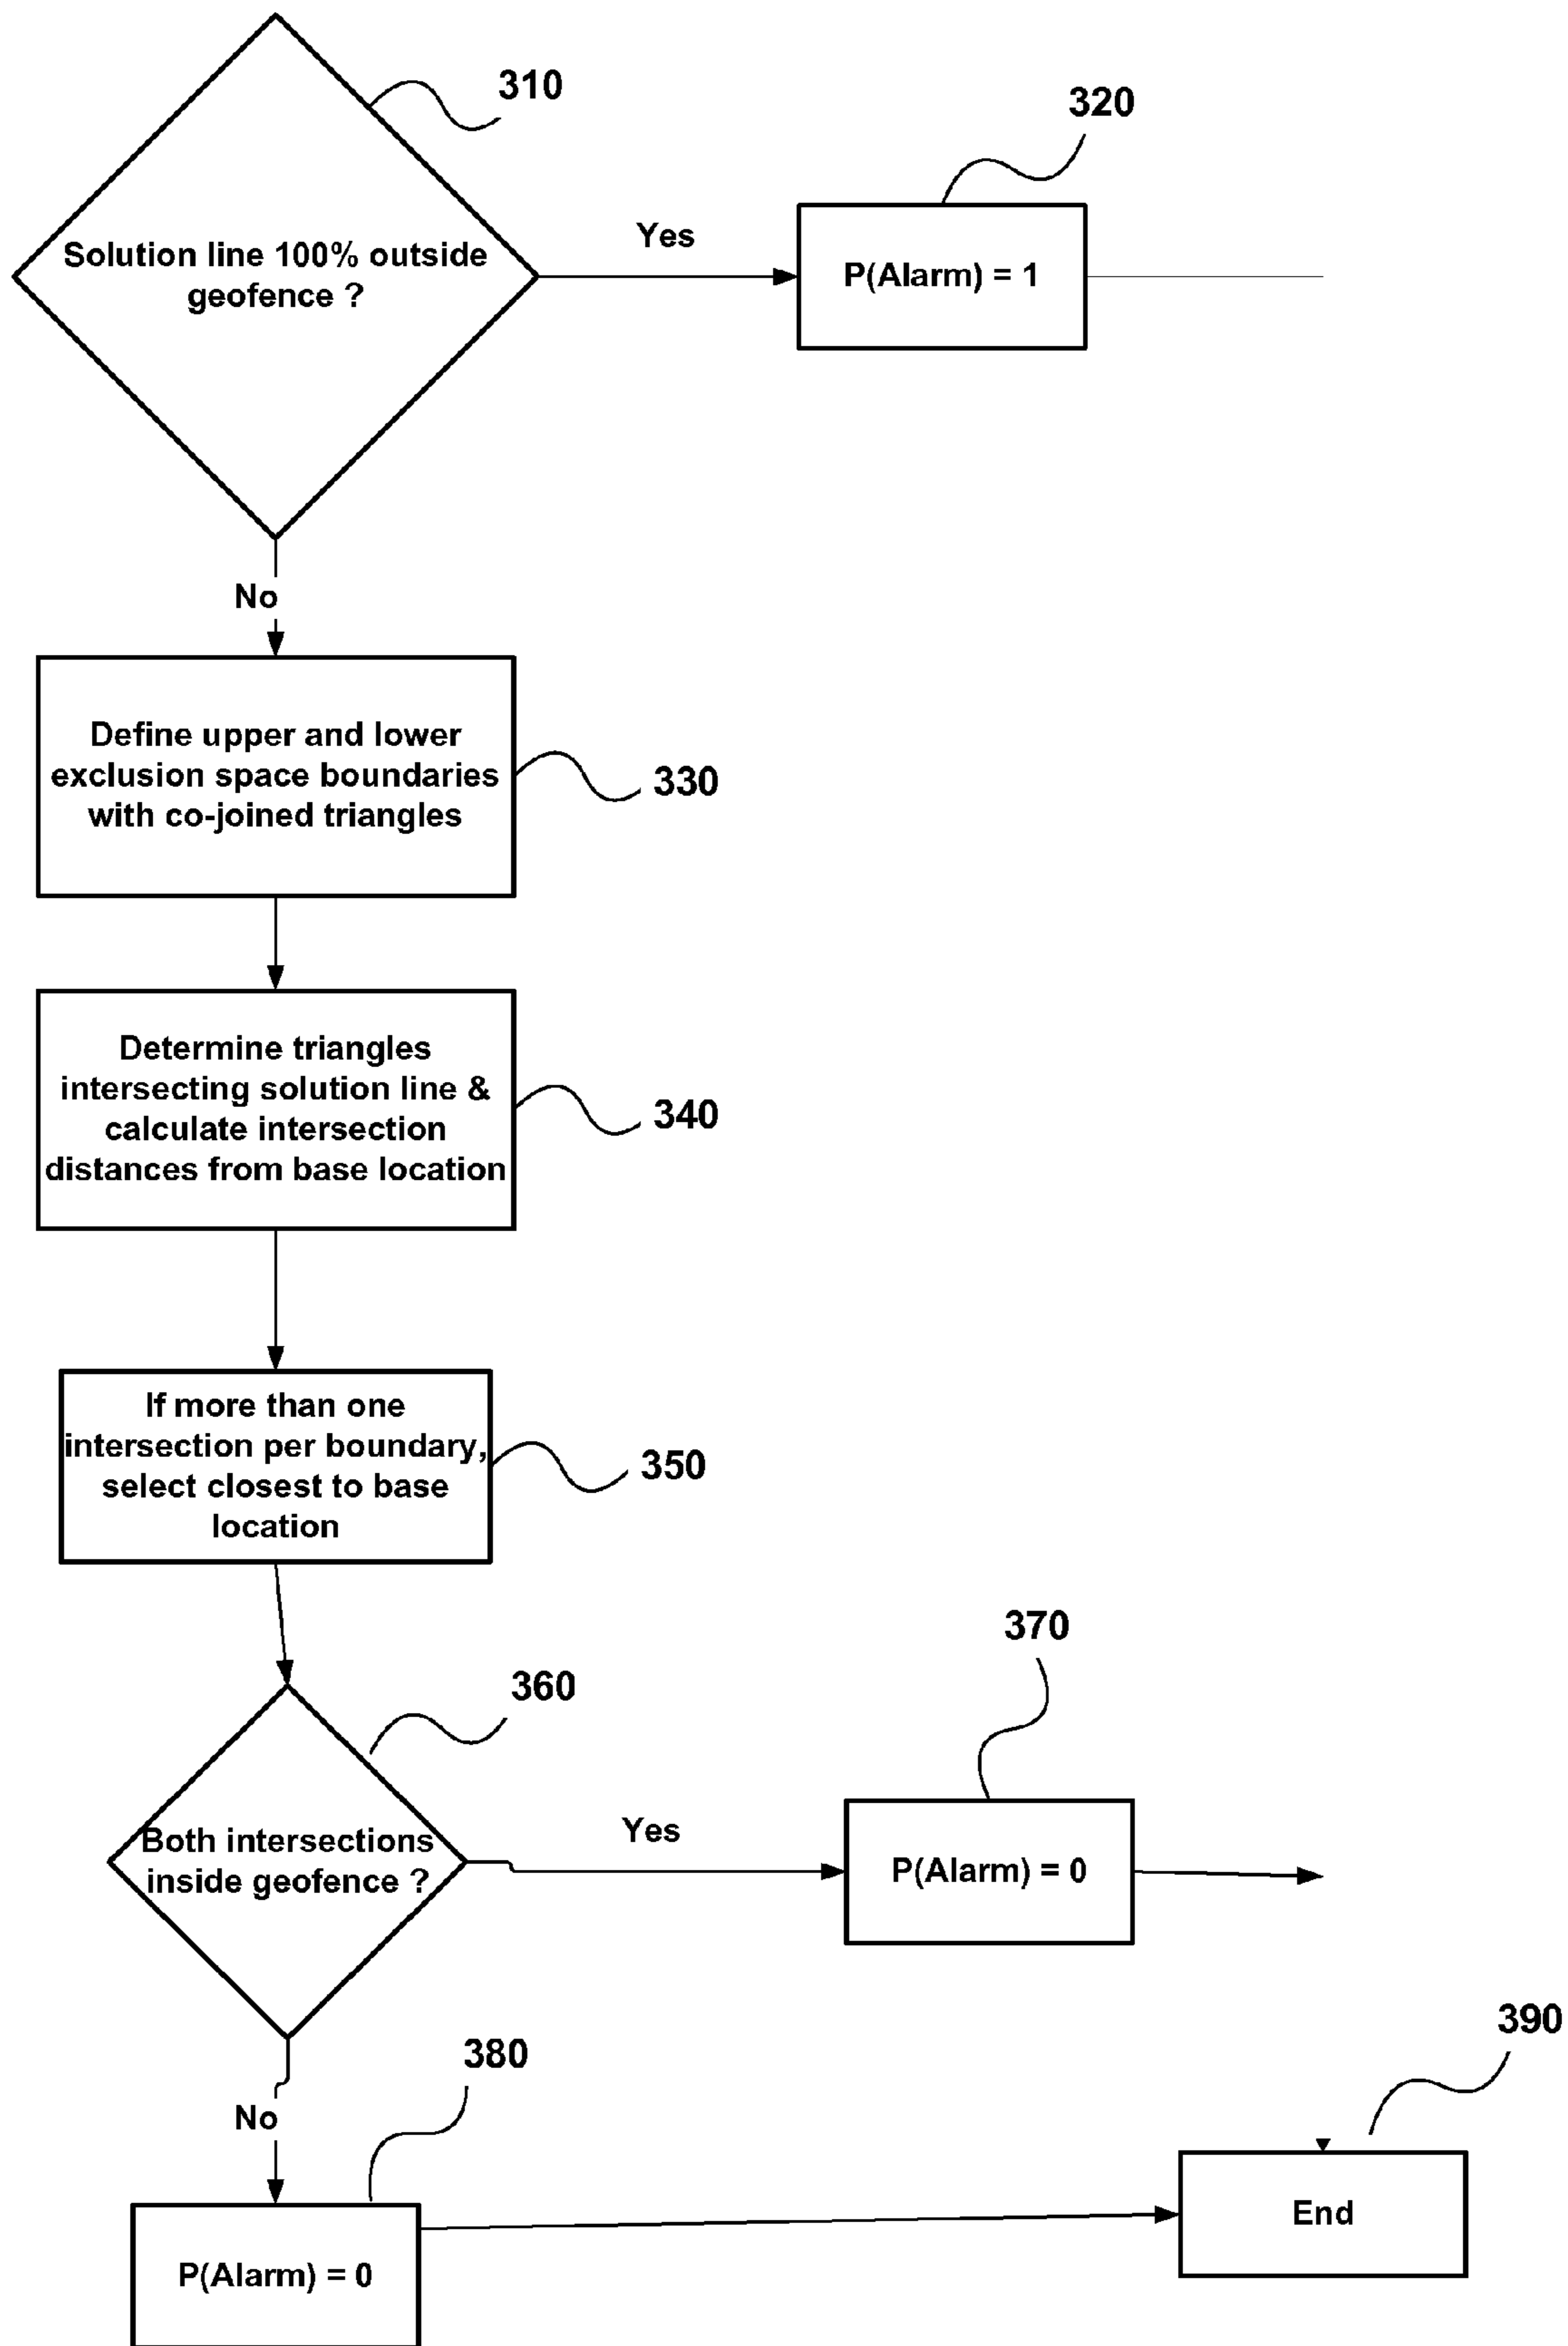 310
320
Solution line 100% outside
geofence ?
Yes
P(Alarm) = 1
No
Define upper and lower
exclusion space boundaries
with co-joined triangles
330
Determine triangles
intersecting solution line &
calculate intersection
distances from base location
340
If more than one
intersection per boundary,
select closest to base
location
350
360
370
Both intersections
inside geofence ?
Yes
P(Alarm) = 0
No
380
390
P(Alarm) = 0
End